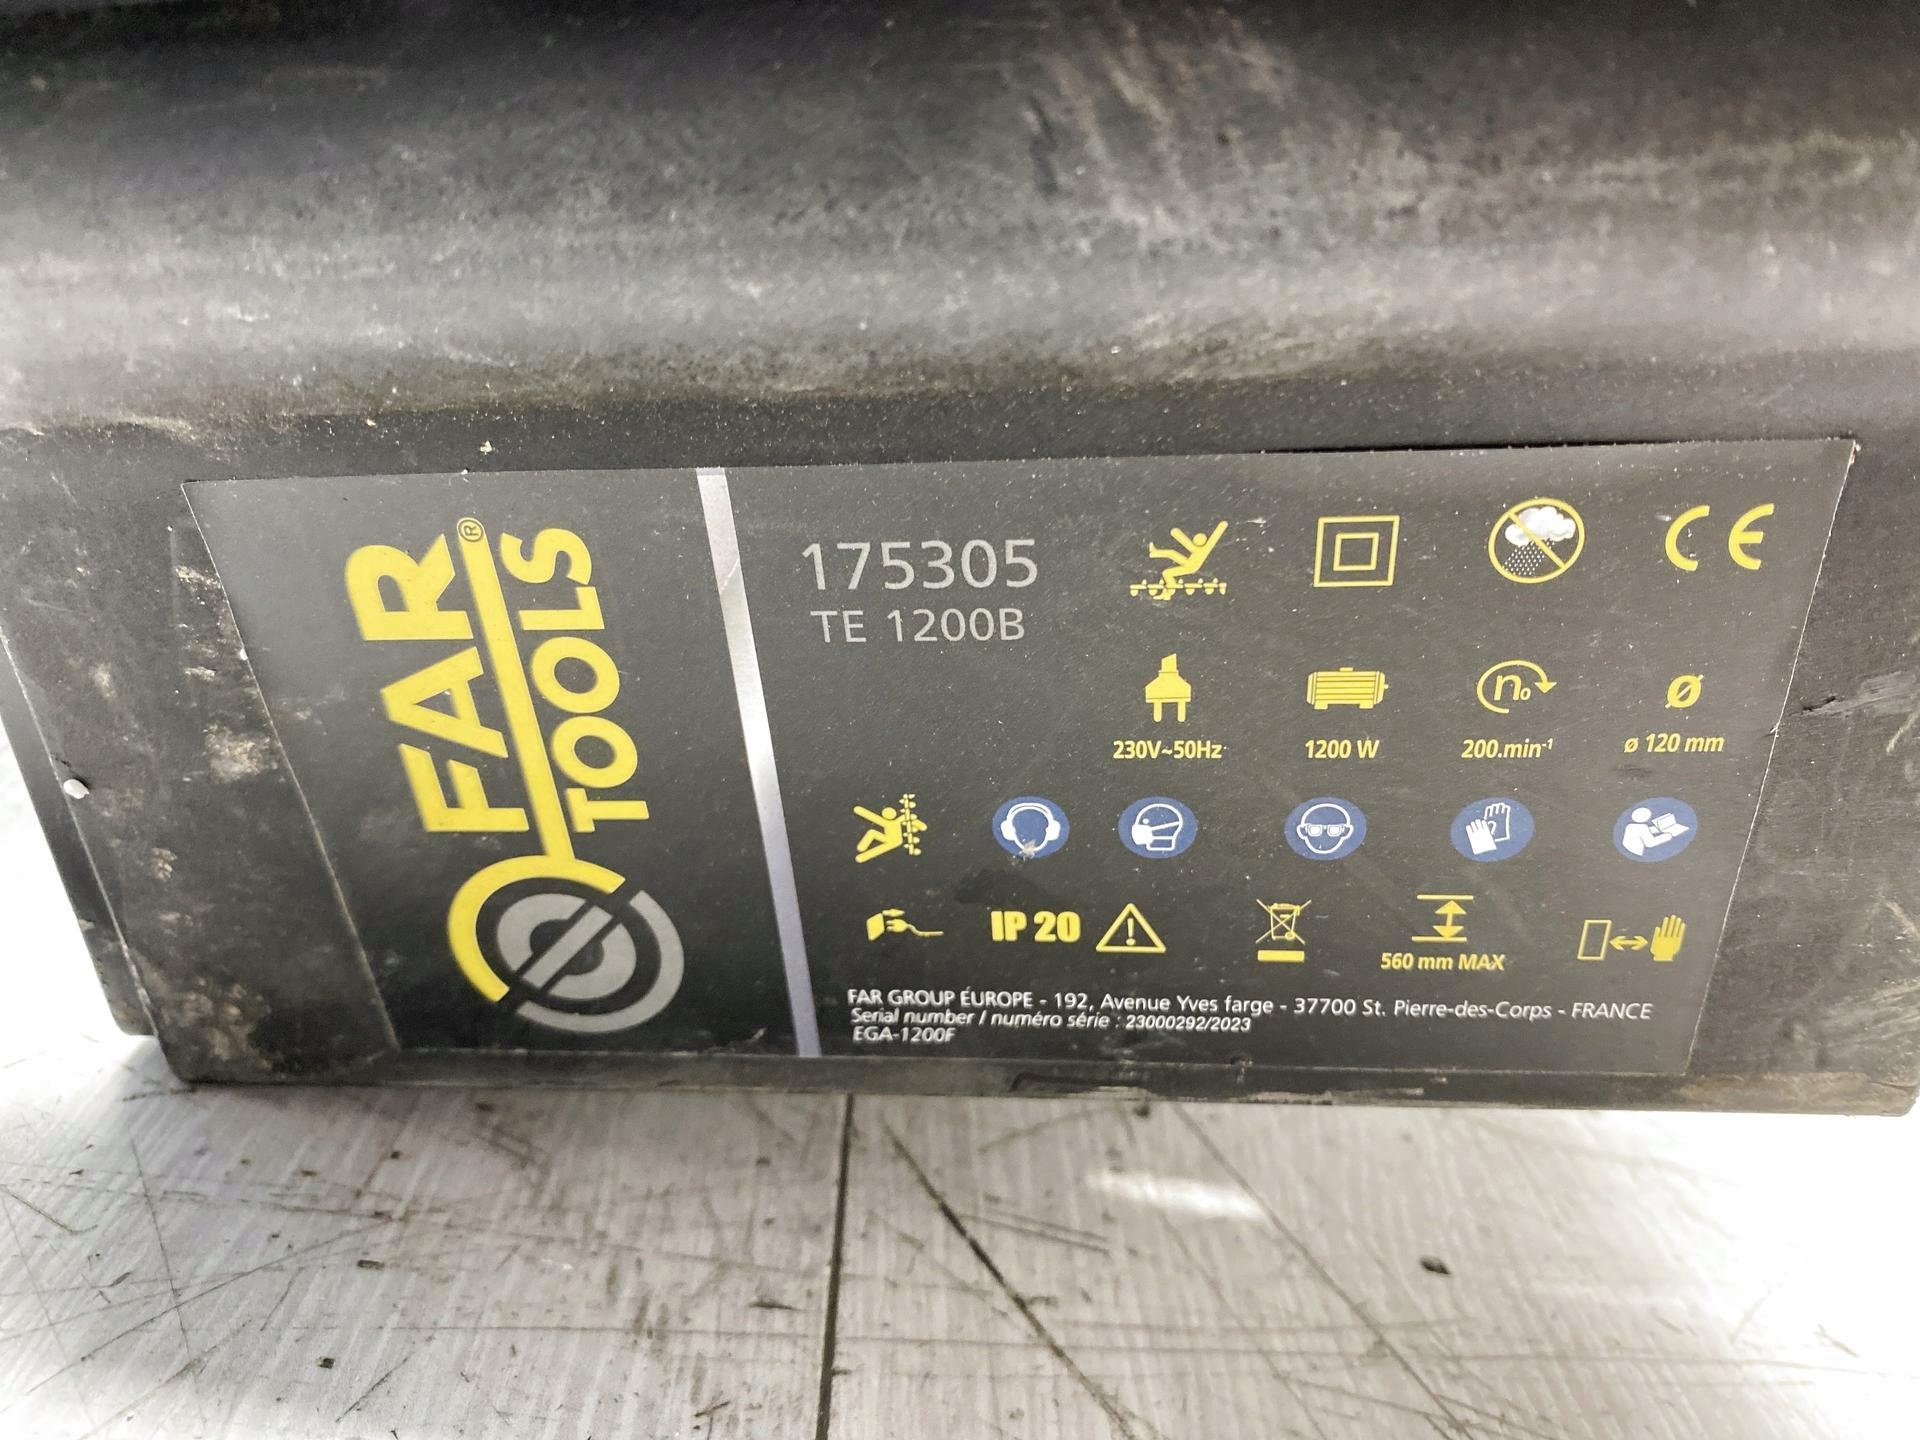 FAR®
TOOLS
175305
TE 1200B
CE
230V~50Hz
1200 W
n₀
200.min⁻¹
ø
ø 120 mm
IP 20
560 mm MAX
FAR GROUP EUROPE - 192, Avenue Yves farge - 37700 St. Pierre-des-Corps - FRANCE
Serial number / numéro série : 23000292/2023
EGA-1200F